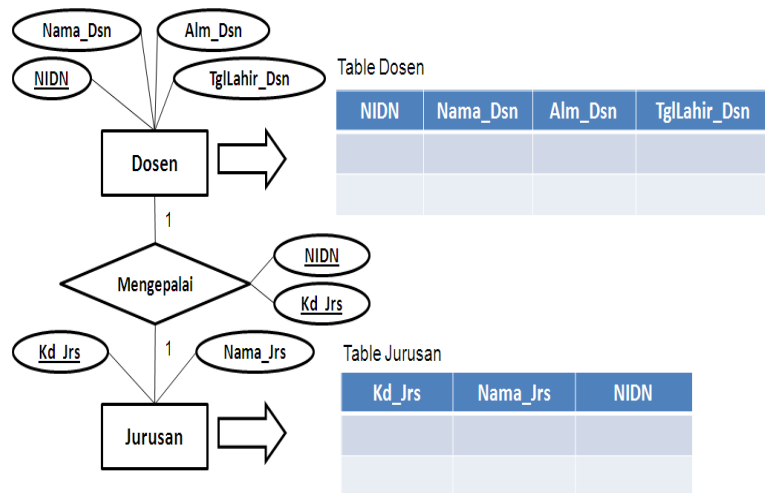 Nama_Dsn
Alm_Dsn
NIDN
TglLahir_Dsn
Table Dosen
NIDN Nama_Dsn Alm_Dsn TglLahir_Dsn
Dosen
1
Mengepalai
NIDN
Kd_Jrs
1
Kd_Jrs
Nama_Jrs
Table Jurusan
Kd_Jrs Nama_Jrs NIDN
Jurusan